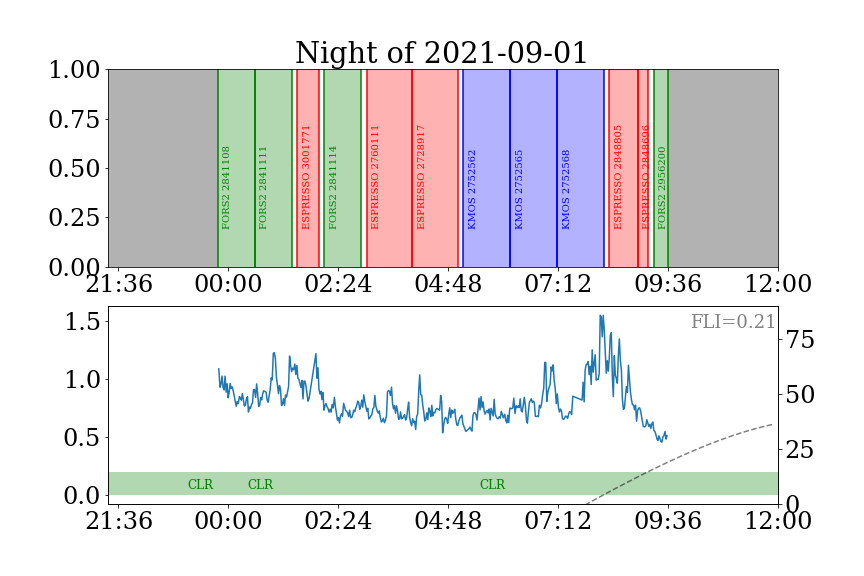 Night of 2021-09-01
1.00
0.75
0.50
0.25
0.00
FORS2 2841108
FORS2 2841111
ESPRESSO 3001771
FORS2 2841114
ESPRESSO 2760111
ESPRESSO 2728917
KMOS 2752562
KMOS 2752565
KMOS 2752568
ESPRESSO 2848805
ESPRESSO 2848696
FORS2 2956200
21:36 00:00 02:24 04:48 07:12 09:36 12:00
FLI=0.21
1.5
1.0
0.5
0.0
75
50
25
0
CLR CLR CLR
21:36 00:00 02:24 04:48 07:12 09:36 12:00